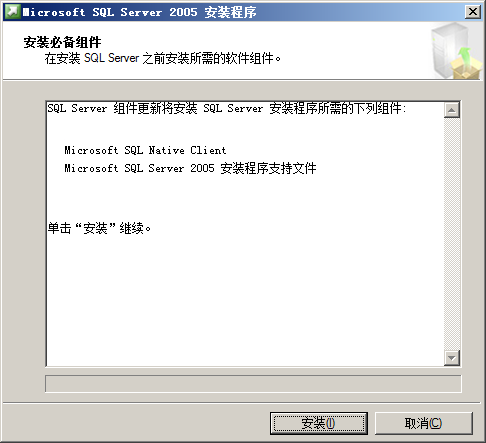 Microsoft SQL Server 2005 安装程序
安装必备组件
在安装 SQL Server 之前安装所需的软件组件。
SQL Server 组件更新将安装 SQL Server 安装程序所需的下列组件:
Microsoft SQL Native Client
Microsoft SQL Server 2005 安装程序支持文件
单击“安装”继续。
安装(I)
取消(C)